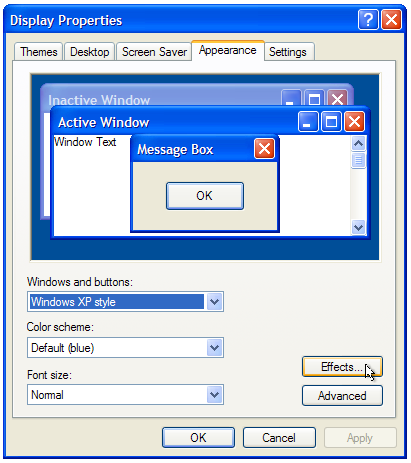 Display Properties
Themes Desktop Screen Saver Appearance Settings
Inactive Window
Active Window
Window Text
Message Box
OK
Windows and buttons:
Windows XP style
Color scheme:
Default (blue)
Effects...
Font size:
Normal
Advanced
OK Cancel Apply